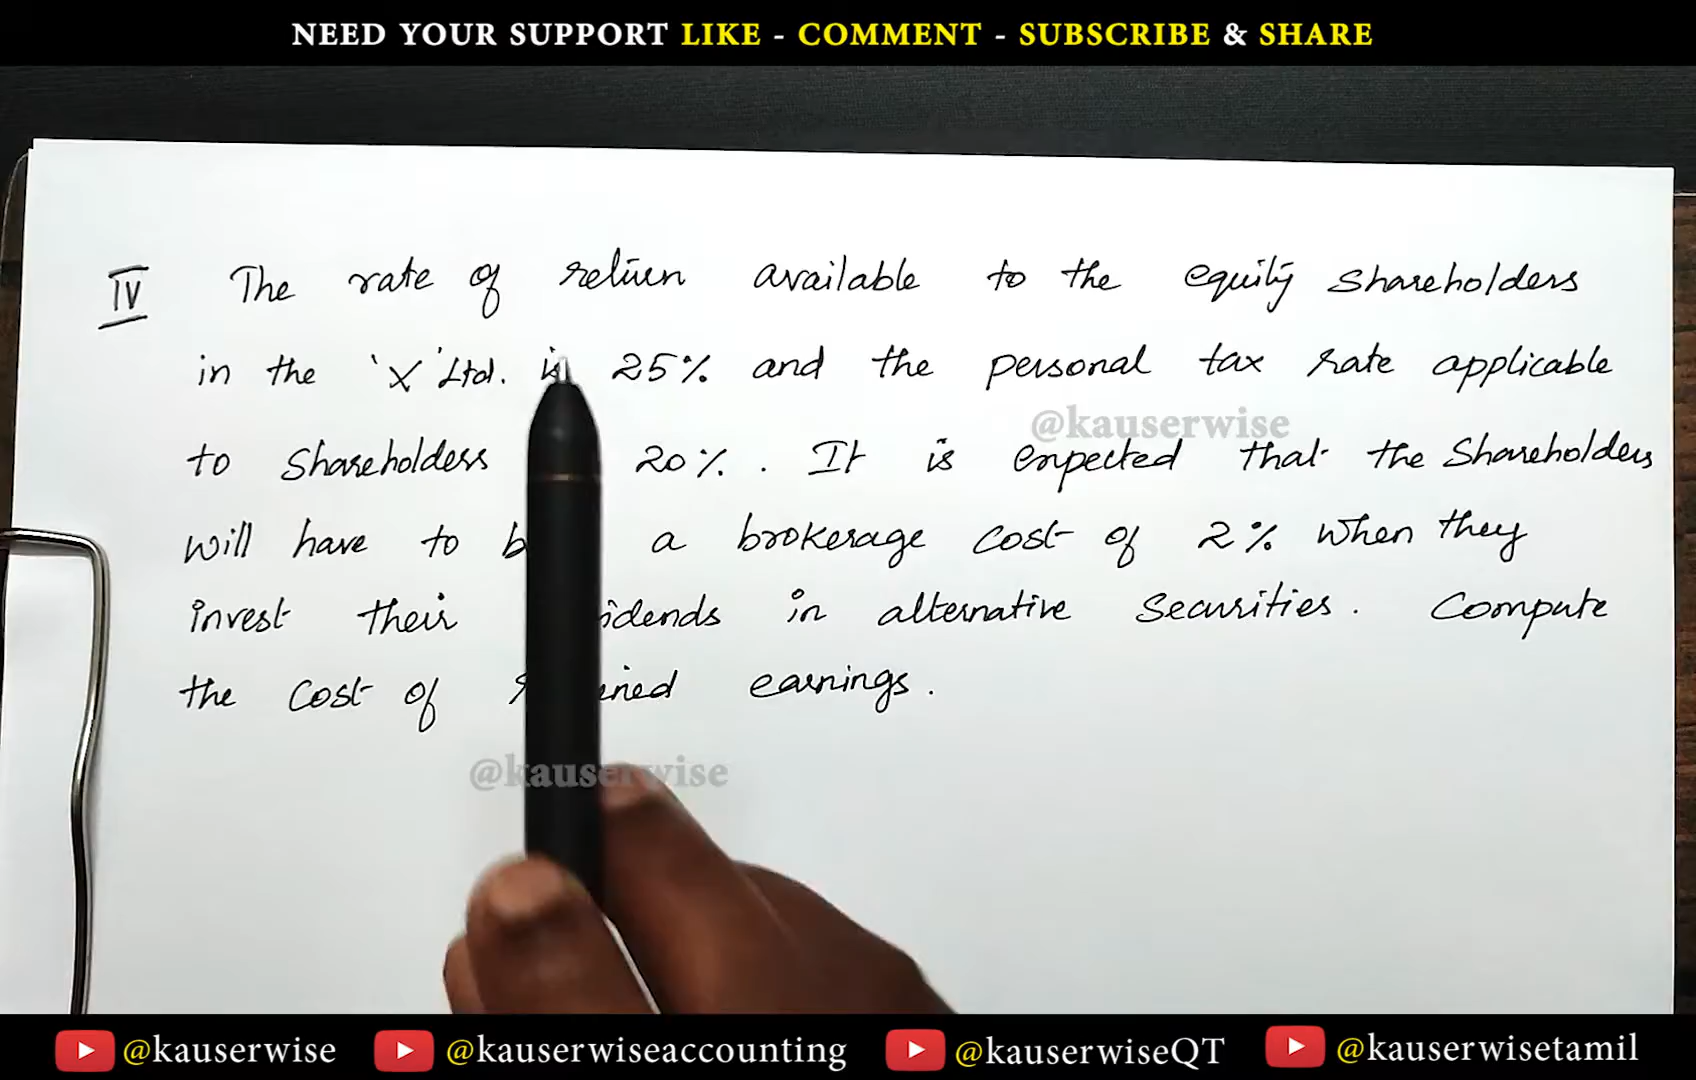 NEED YOUR SUPPORT LIKE - COMMENT - SUBSCRIBE & SHARE
IV The rate of return available to the equity shareholders
in the 'X' Ltd. is 25% and the personal tax rate applicable
@kauserwise
to shareholders 20%. It is expected that the shareholders
will have to a brokerage cost of 2% when they
invest their in alternative securities. Compute
the cost of earnings.
@kauserwise
@kauserwise @kauserwiseaccounting @kauserwiseQT @kauserwisetamil